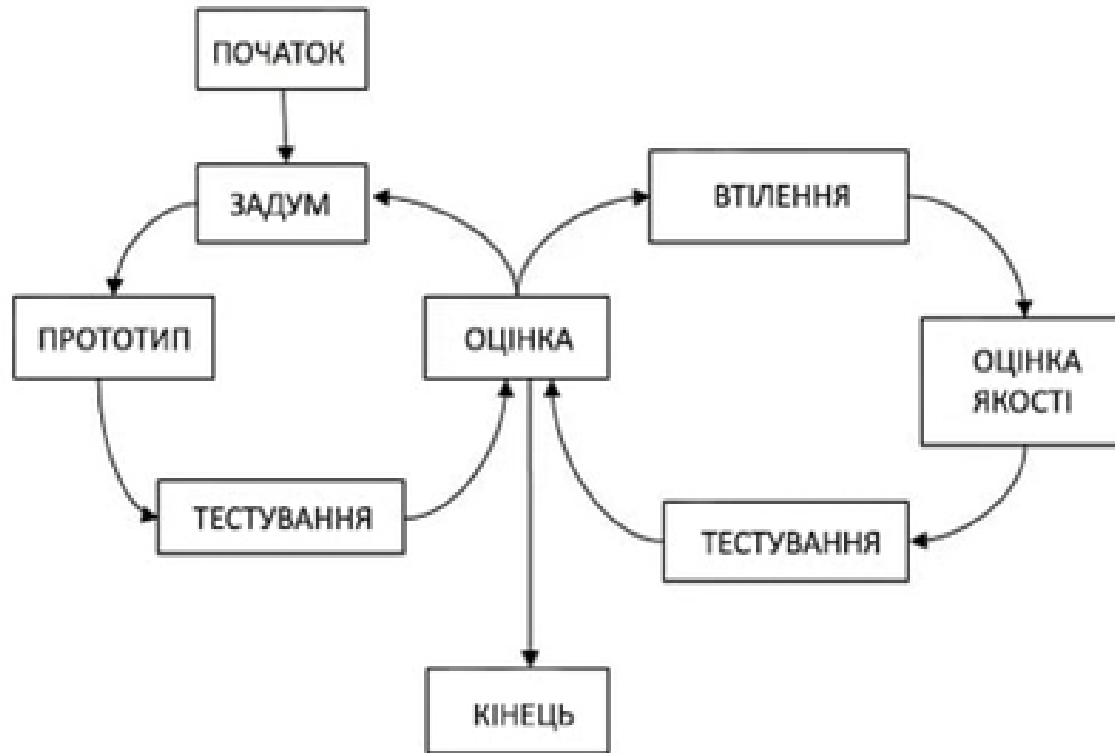 ПОЧАТОК
ЗАДУМ
ВТІЛЕННЯ
ПРОТОТИП
ОЦІНКА
ОЦІНКА
ЯКОСТІ
ТЕСТУВАННЯ
ТЕСТУВАННЯ
КІНЕЦЬ